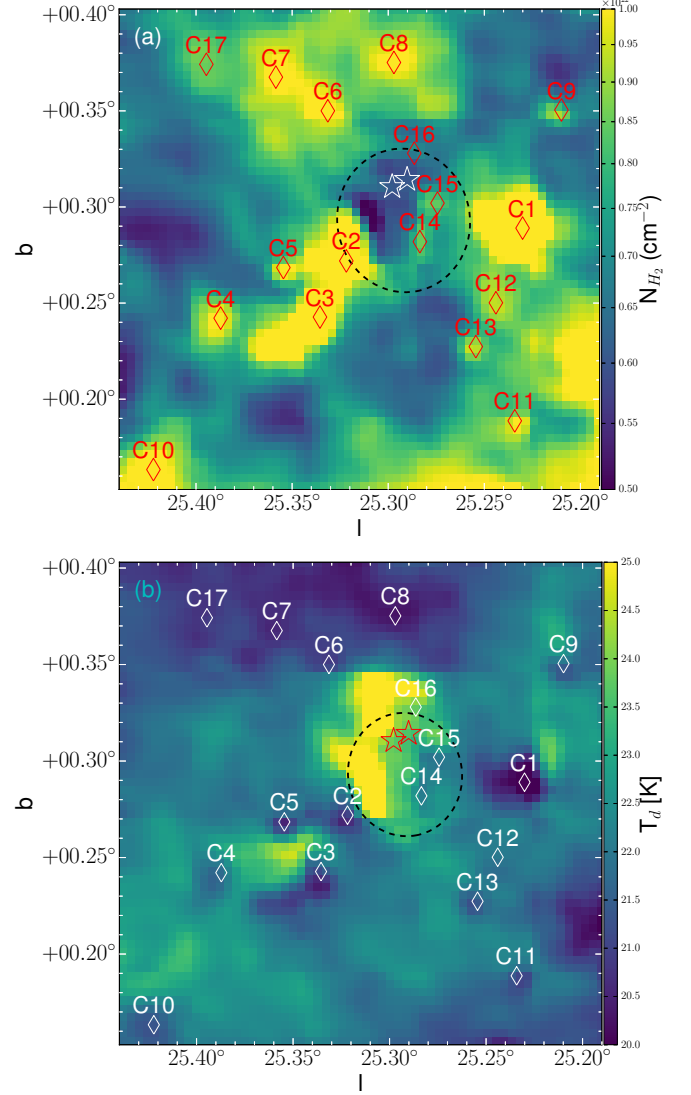 (a)
C17
C7
C8
C6
C9
C16
C15
C1
C14
C2
C5
C4
C3
C12
C13
C11
C10
+00.40°
+00.35°
+00.30°
+00.25°
+00.20°
b
25.40°
25.35°
25.30°
25.25°
25.20°
l
1.00
0.95
0.90
0.85
0.80
0.75
0.70
0.65
0.60
0.55
0.50
N_{H_2} (cm^{-2})
(b)
C17
C7
C8
C6
C9
C16
C15
C1
C14
C2
C5
C4
C3
C12
C13
C11
C10
+00.40°
+00.35°
+00.30°
+00.25°
+00.20°
b
25.40°
25.35°
25.30°
25.25°
25.20°
l
25.0
24.5
24.0
23.5
23.0
22.5
22.0
21.5
21.0
20.5
20.0
T_d [K]